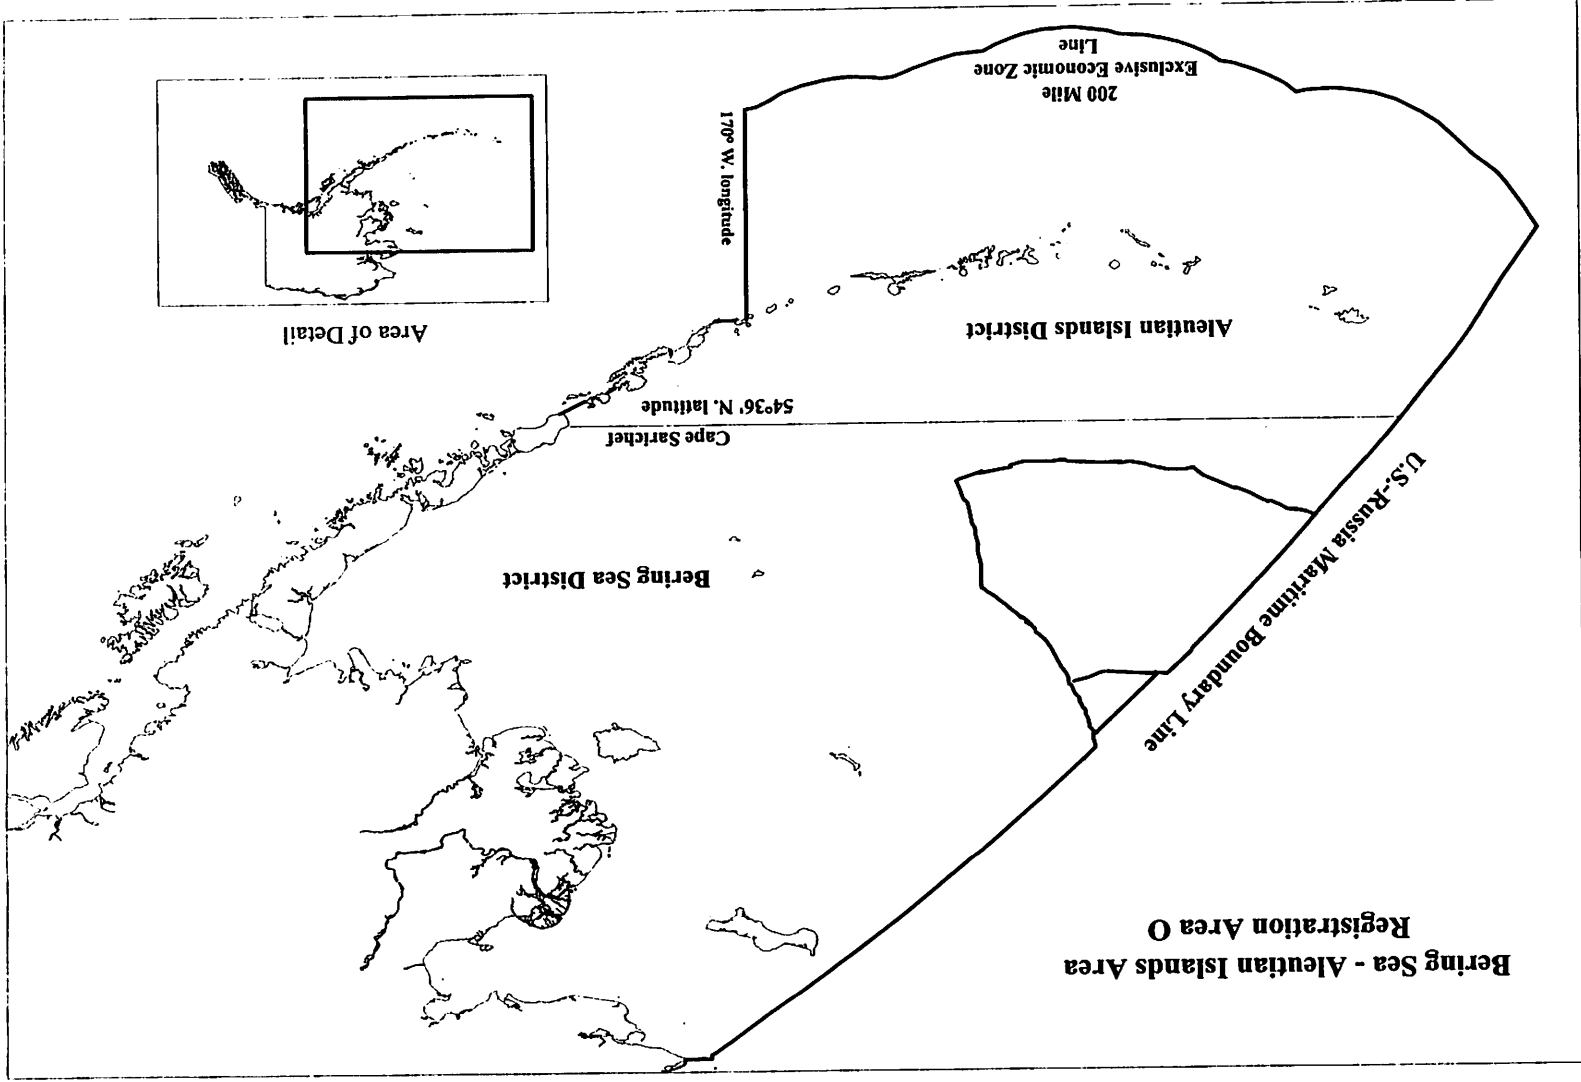 Bering Sea - Aleutian Islands Area
Registration Area O
U.S.-Russia Maritime Boundary Line
Bering Sea District
Cape Sarichef
54°36' N. latitude
Aleutian Islands District
Area of Detail
170° W. longitude
200 Mile
Exclusive Economic Zone
Line